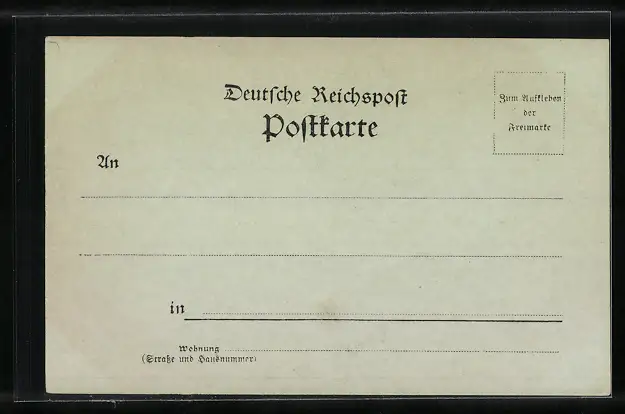 Deutsche Reichspost
Postkarte
Zum Aufkleben
der
Freimarke
An
in
Wohnung
(Straße und Hausnummer)